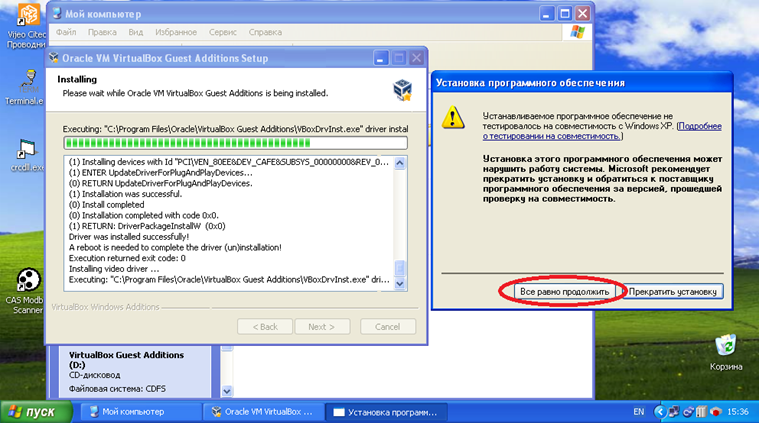 Мой компьютер
Файл Правка Вид Избранное Сервис Справка
Vijeo Citec
Проводни
Terminal.e
crcdll.exe
CAS Modb
Scanner
Oracle VM VirtualBox Guest Additions Setup
Installing
Please wait while Oracle VM VirtualBox Guest Additions is being installed.
Executing: "C:\Program Files\Oracle\VirtualBox Guest Additions\VBoxDrvInst.exe" driver instal
(1) Installing devices with Id "PCI\VEN_80EE&DEV_CAFE&SUBSYS_00000000&REV_0...
(1) ENTER UpdateDriverForPlugAndPlayDevices...
(0) RETURN UpdateDriverForPlugAndPlayDevices.
(1) Installation was successful.
(0) Install completed
(0) Installation completed with code 0x0.
(1) RETURN: DriverPackageInstallW (0x0)
Driver was installed successfully!
A reboot is needed to complete the driver (un)installation!
Execution returned exit code: 0
Installing video driver ...
Executing: "C:\Program Files\Oracle\VirtualBox Guest Additions\VBoxDrvInst.exe" dri...
VirtualBox Windows Additions
< Back Next > Cancel
VirtualBox Guest Additions
(D:)
CD-дисковод
Файловая система: CDFS
Установка программного обеспечения
Устанавливаемое программное обеспечение не
тестировалось на совместимость с Windows XP. (Подробнее
о тестировании на совместимость.)
Установка этого программного обеспечения может
нарушить работу системы. Microsoft рекомендует
прекратить установку и обратиться к поставщику
программного обеспечения за версией, прошедшей
проверку на совместимость.
Все равно продолжить Прекратить установку
Корзина
пуск Мой компьютер Oracle VM VirtualBox ... Установка программ... EN 15:36